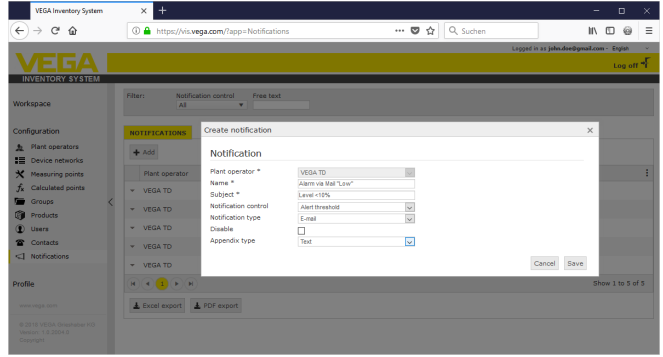 VEGA Inventory System
https://vis.vega.com/?app=Notifications
Suchen
Logged in as john.doe@gmail.com - English
VEGA
INVENTORY SYSTEM
Log off
Workspace
Filter:
Notification control
Free text
All
Configuration
Plant operators
Device networks
Measuring points
Calculated points
Groups
Products
Users
Contacts
Notifications
Profile
www.vega.com
NOTIFICATIONS
Add
Plant operator
VEGA TD
VEGA TD
VEGA TD
VEGA TD
VEGA TD
Create notification
Notification
Plant operator *
VEGA TD
Name *
Alarm via Mail "Low"
Subject *
Level <10%
Notification control
Alert threshold
Notification type
E-mail
Disable
Appendix type
Text
Cancel
Save
1
Show 1 to 5 of 5
Excel export
PDF export
Copyright